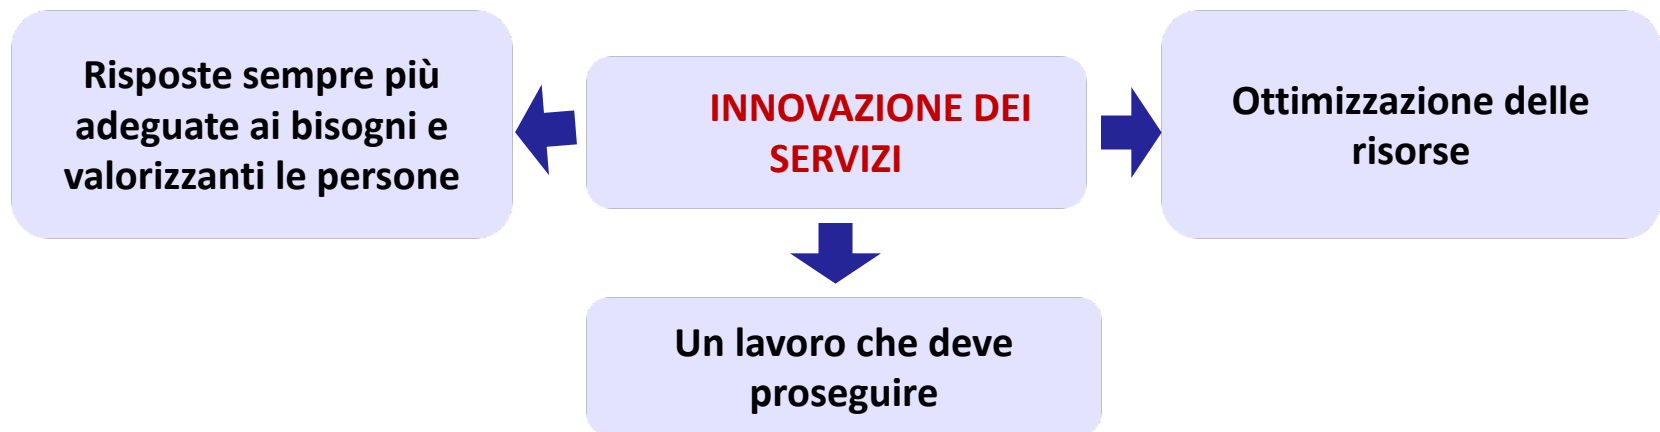 Risposte sempre più
adeguate ai bisogni e
valorizzanti le persone
INNOVAZIONE DEI
SERVIZI
Ottimizzazione delle
risorse
Un lavoro che deve
proseguire